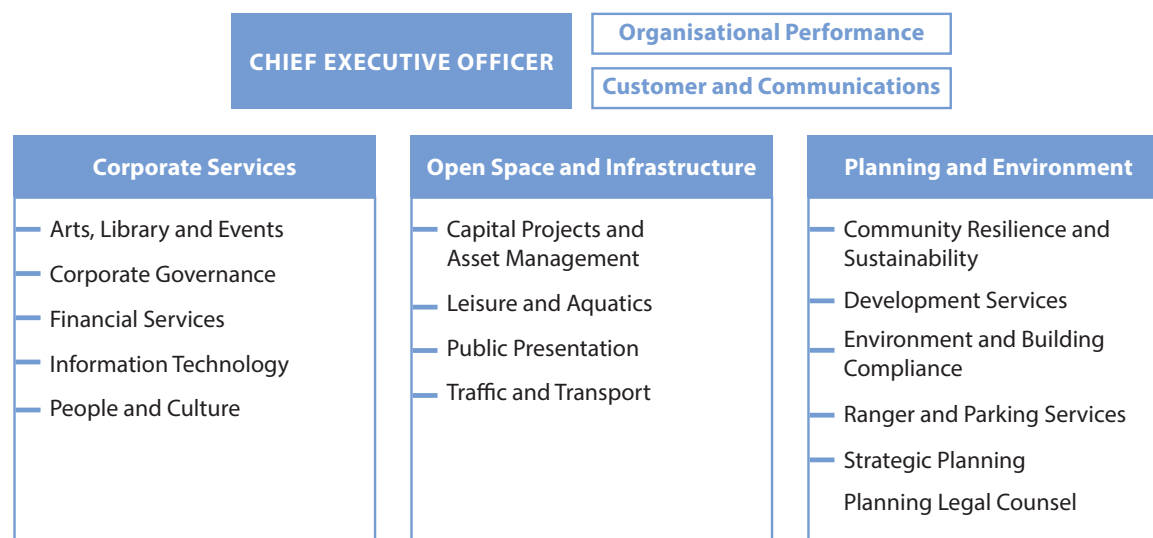 CHIEF EXECUTIVE OFFICER
Organisational Performance
Customer and Communications
Corporate Services
Arts, Library and Events
Corporate Governance
Financial Services
Information Technology
People and Culture
Open Space and Infrastructure
Capital Projects and
Asset Management
Leisure and Aquatics
Public Presentation
Traffic and Transport
Planning and Environment
Community Resilience and
Sustainability
Development Services
Environment and Building
Compliance
Ranger and Parking Services
Strategic Planning
Planning Legal Counsel